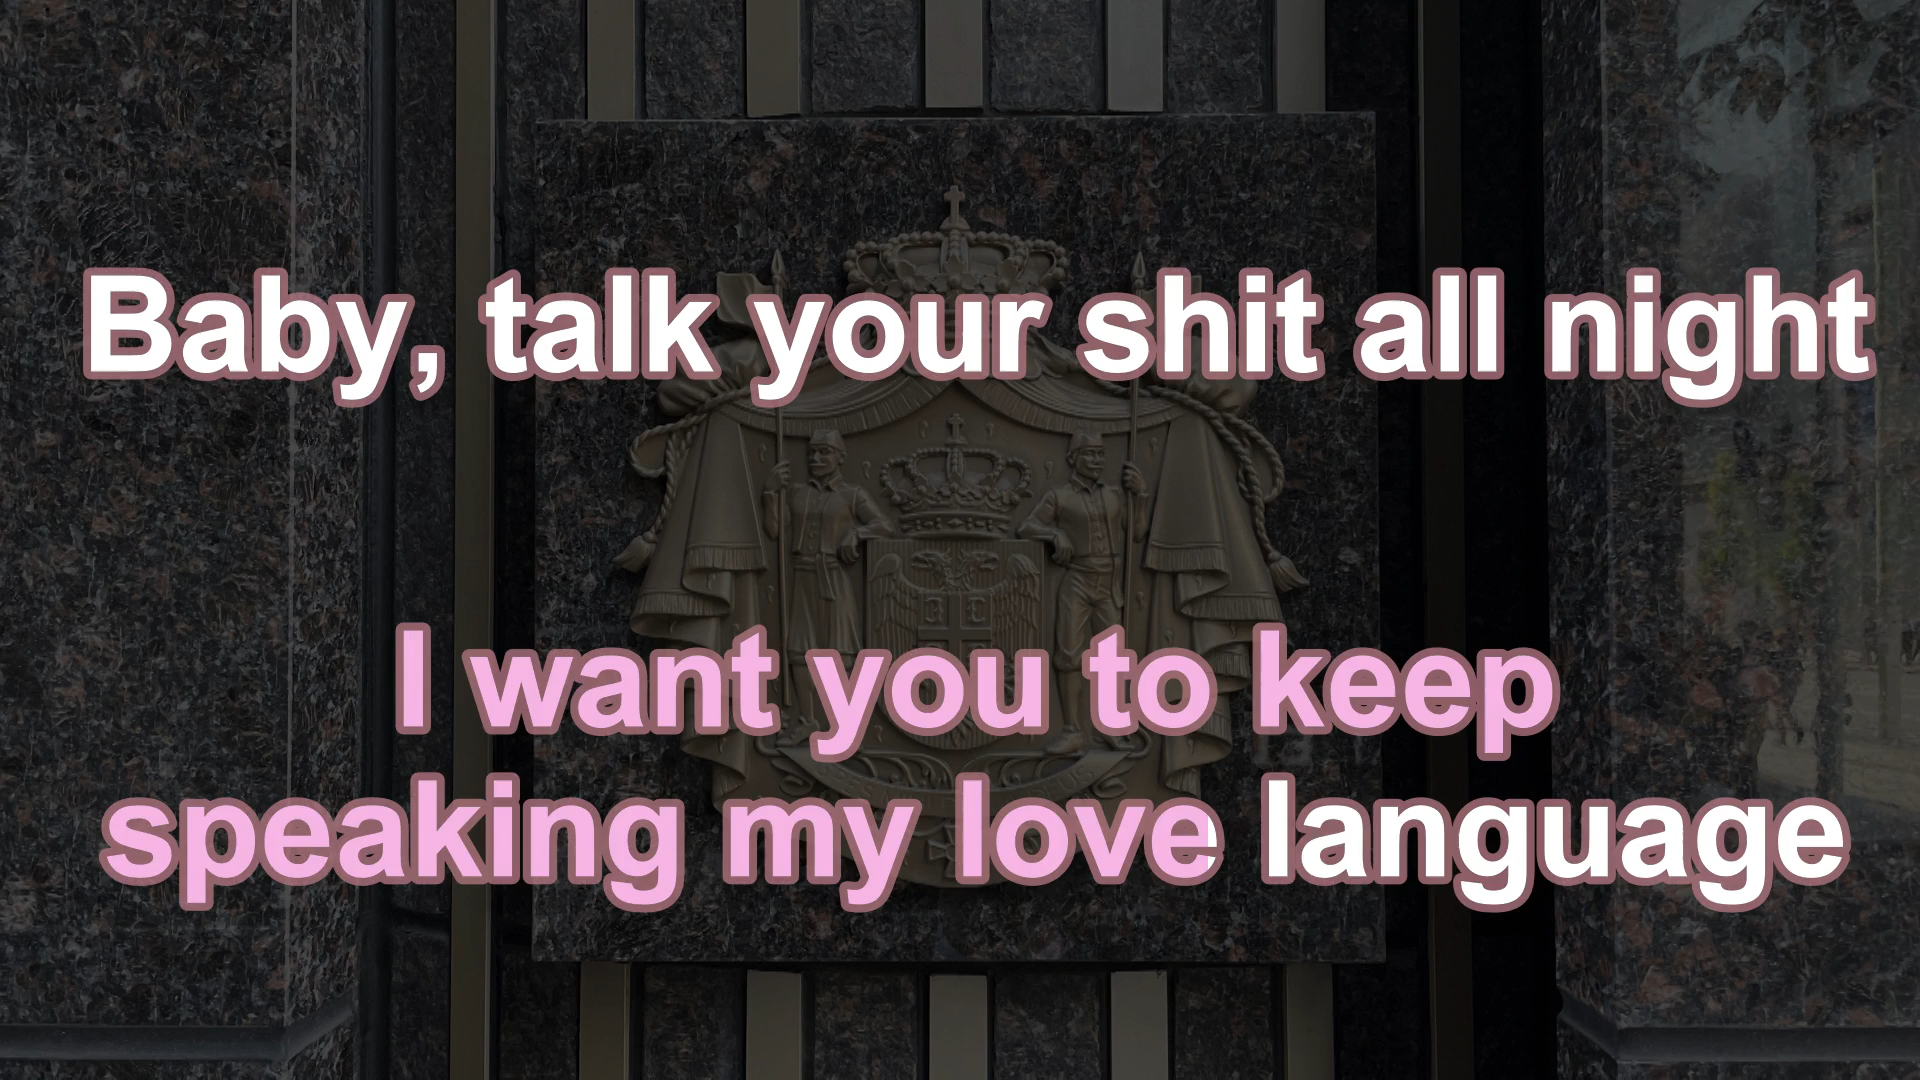 Baby, talk your shit all night
I want you to keep
speaking my love language